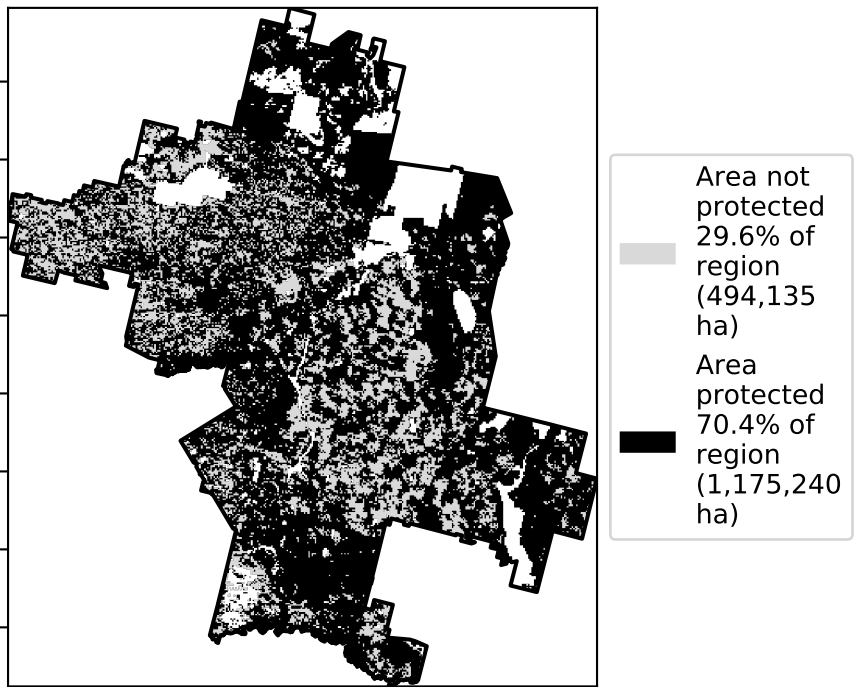 Area not
protected
29.6% of
region
(494,135
ha)
Area
protected
70.4% of
region
(1,175,240
ha)